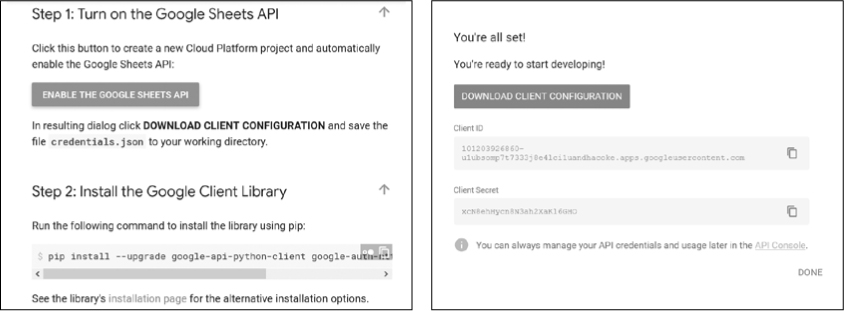 Step 1: Turn on the Google Sheets API
Click this button to create a new Cloud Platform project and automatically
enable the Google Sheets API:
ENABLE THE GOOGLE SHEETS API
In resulting dialog click DOWNLOAD CLIENT CONFIGURATION and save the
file credentials.json to your working directory.
Step 2: Install the Google Client Library
Run the following command to install the library using pip:
$ pip install --upgrade google-api-python-client google-auth
See the library's installation page for the alternative installation options.
You're all set!
You're ready to start developing!
DOWNLOAD CLIENT CONFIGURATION
Client ID
.apps.googleusercontent.com
Client Secret
You can always manage your API credentials and usage later in the API Console.
DONE